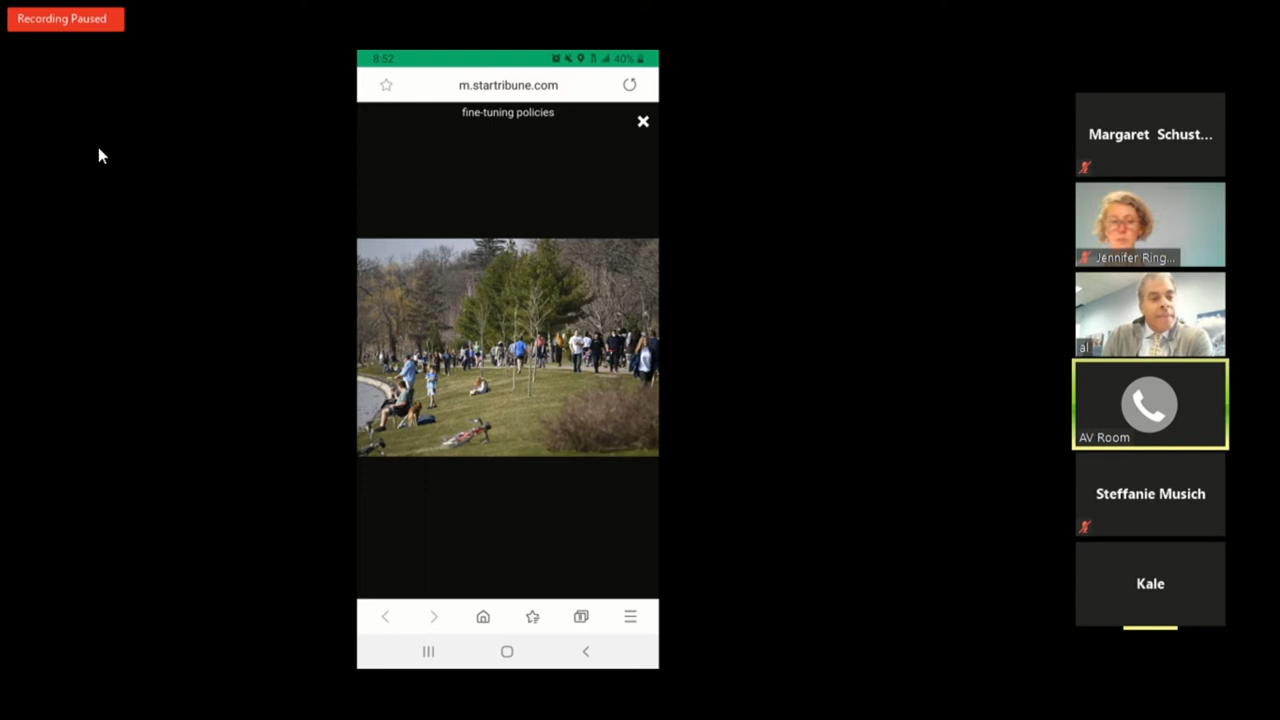 Recording Paused
8:52
40%
m.startribune.com
fine-tuning policies
Margaret Schust...
Jennifer Ring...
al
AV Room
Steffanie Musich
Kale